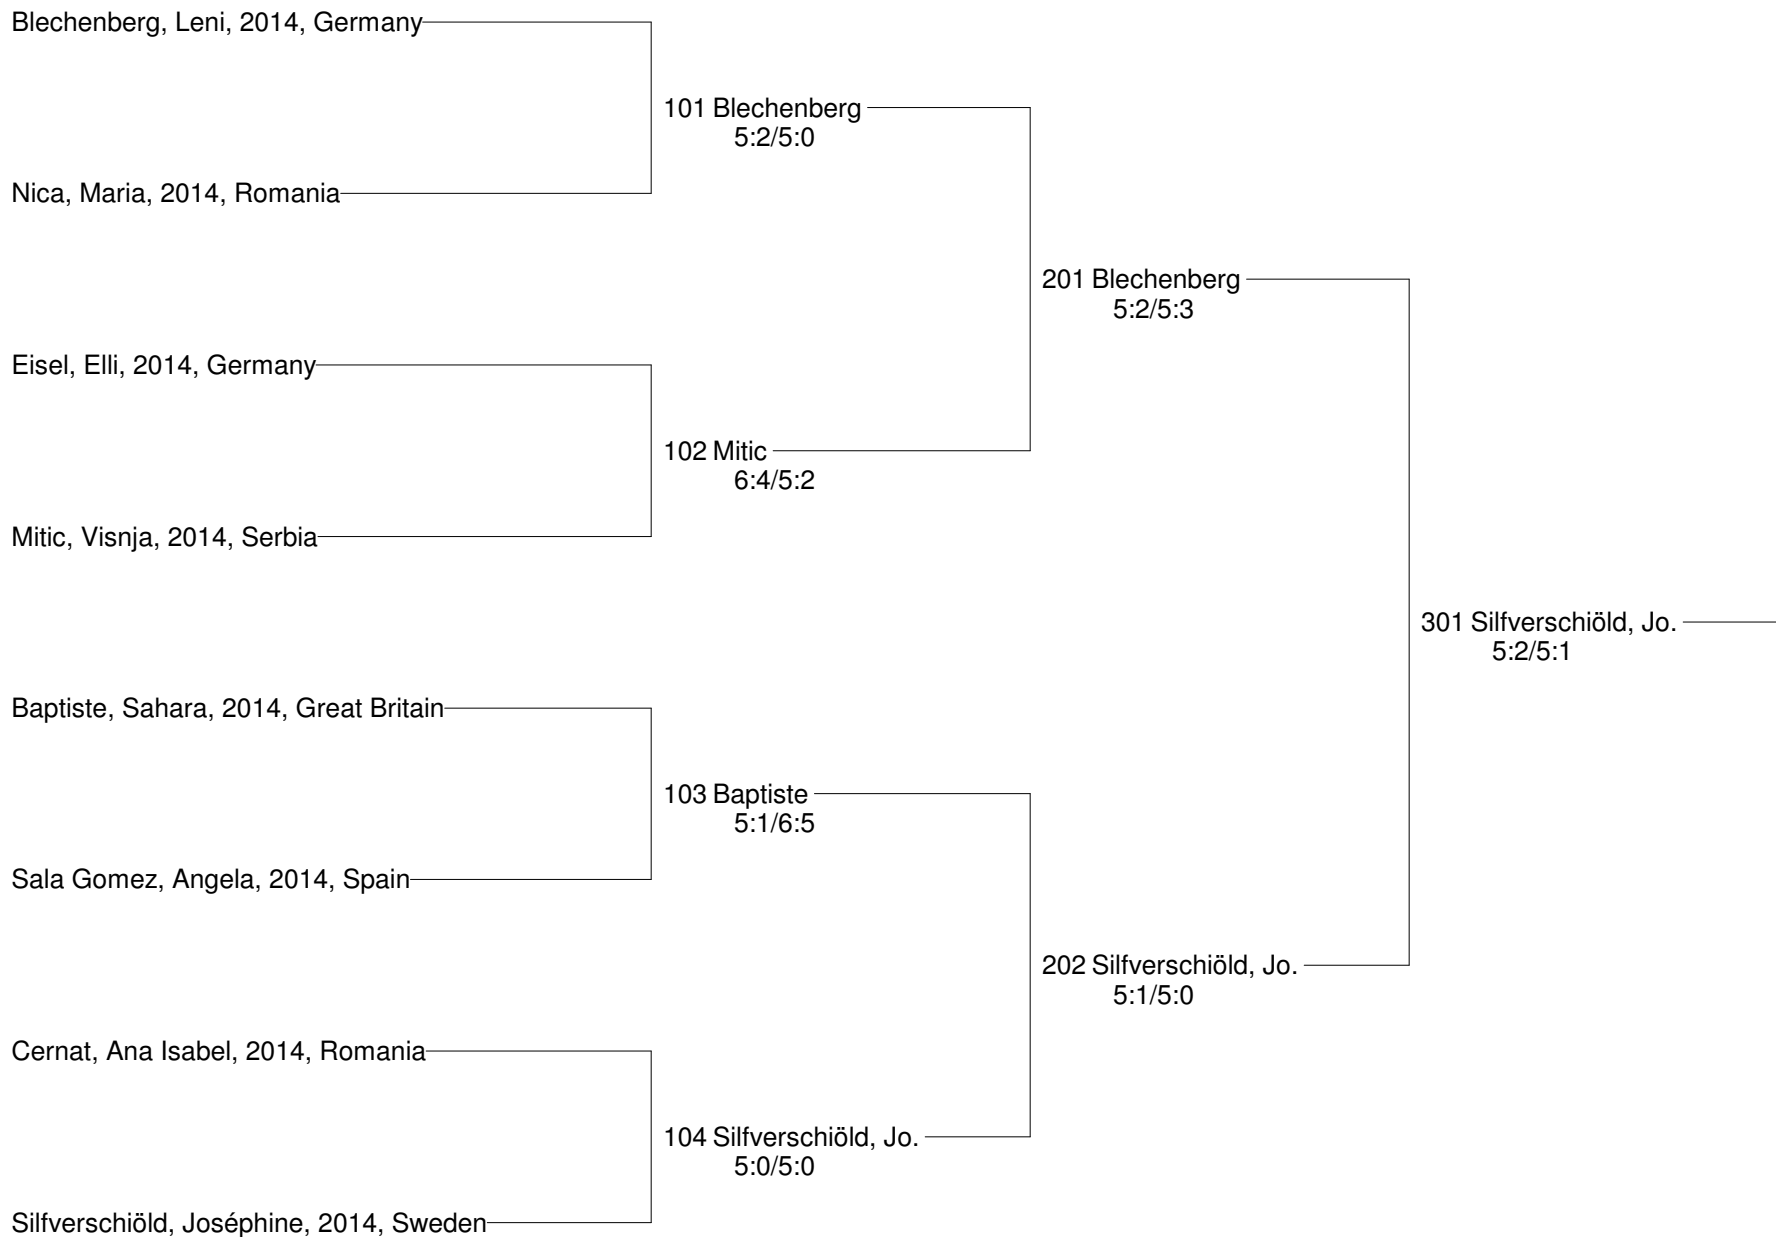 Blechenberg, Leni, 2014, Germany
101 Blechenberg
5:2/5:0
Nica, Maria, 2014, Romania
201 Blechenberg
5:2/5:3
Eisel, Elli, 2014, Germany
102 Mitic
6:4/5:2
Mitic, Visnja, 2014, Serbia
301 Silfverschiöld, Jo.
5:2/5:1
Baptiste, Sahara, 2014, Great Britain
103 Baptiste
5:1/6:5
Sala Gomez, Angela, 2014, Spain
202 Silfverschiöld, Jo.
5:1/5:0
Cernat, Ana Isabel, 2014, Romania
104 Silfverschiöld, Jo.
5:0/5:0
Silfverschiöld, Joséphine, 2014, Sweden